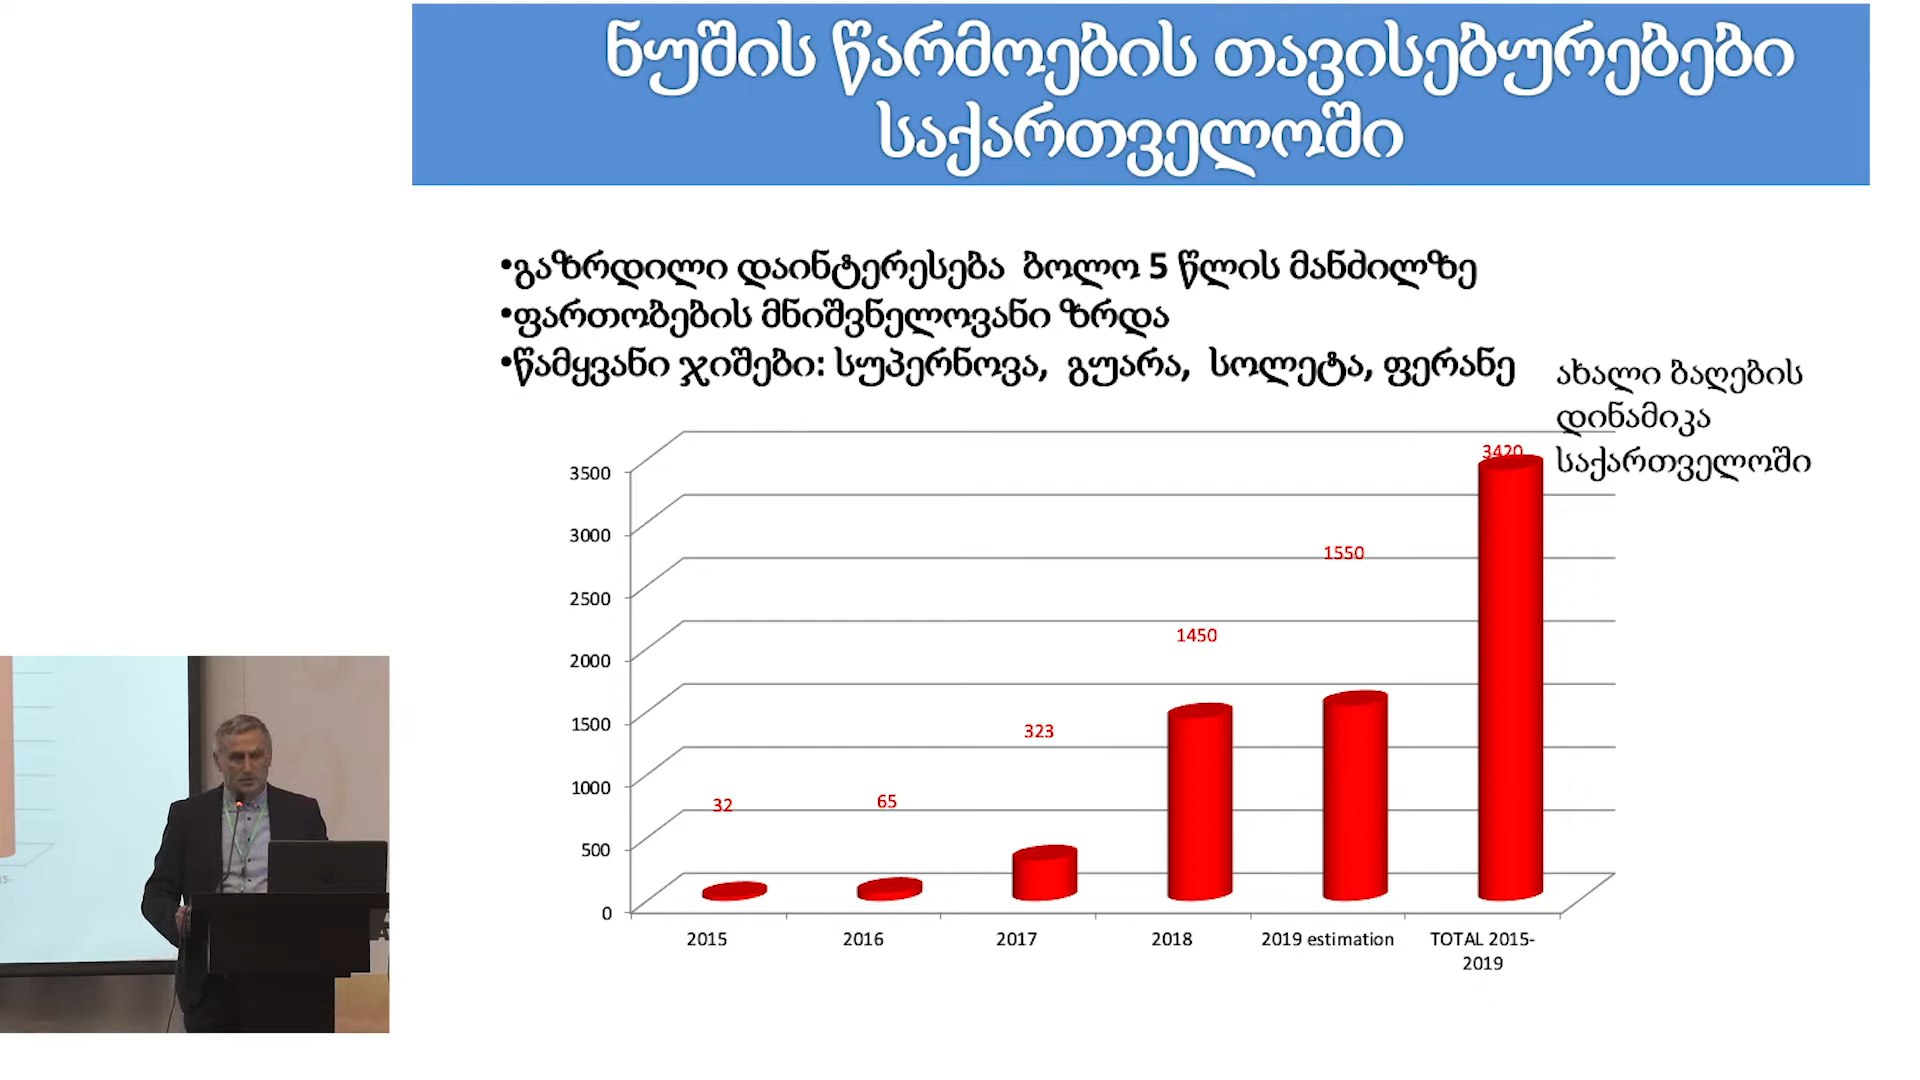 ნუშის წარმოების თავისებურებები
საქართველოში
•გაზრდილი დაინტერესება ბოლო 5 წლის მანძილზე
•ფართობების მნიშვნელოვანი ზრდა
•წამყვანი ჯიშები: სუპერნოვა, გუარა, სოლეტა, ფერანე
ახალი ბაღების
დინამიკა
საქართველოში
3420
3500
3000
1550
2500
1450
2000
1500
323
1000
32
65
500
0
2015
2016
2017
2018
2019 estimation
TOTAL 2015-
2019